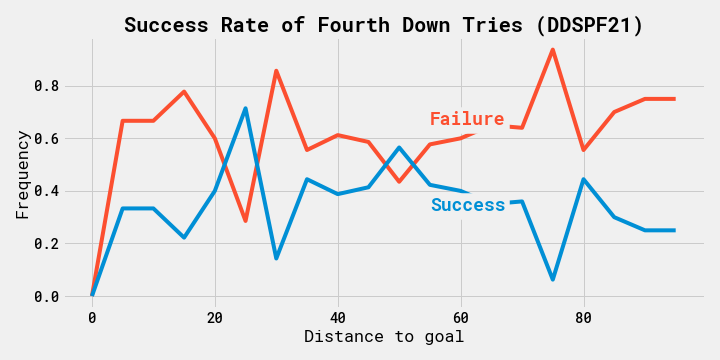 Success Rate of Fourth Down Tries (DDSPF21)
0.8
0.6
0.4
0.2
0.0
Frequency
Failure
Success
0 20 40 60 80
Distance to goal